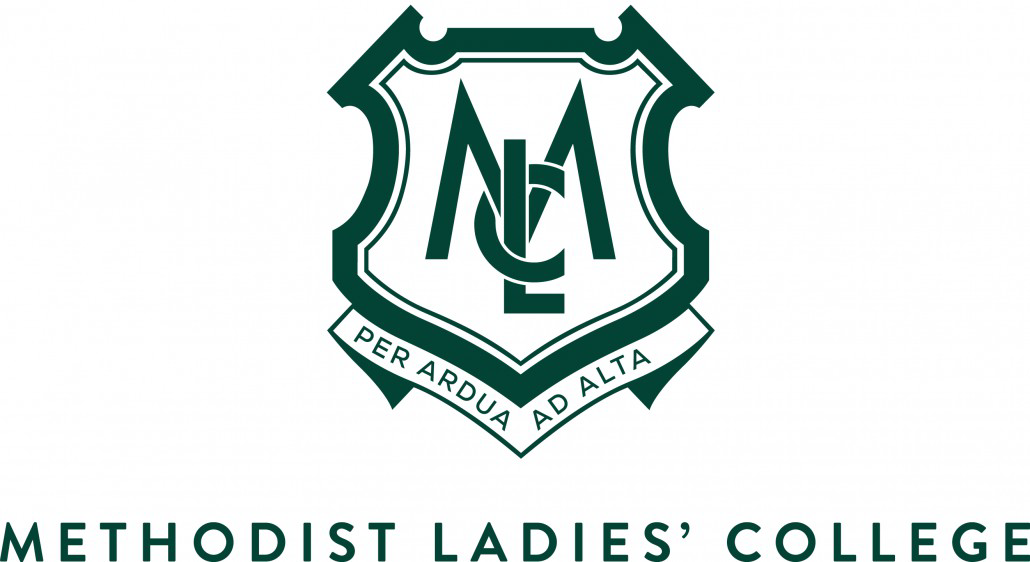 MLC
PER ARDUA AD ALTA
METHODIST LADIES’ COLLEGE